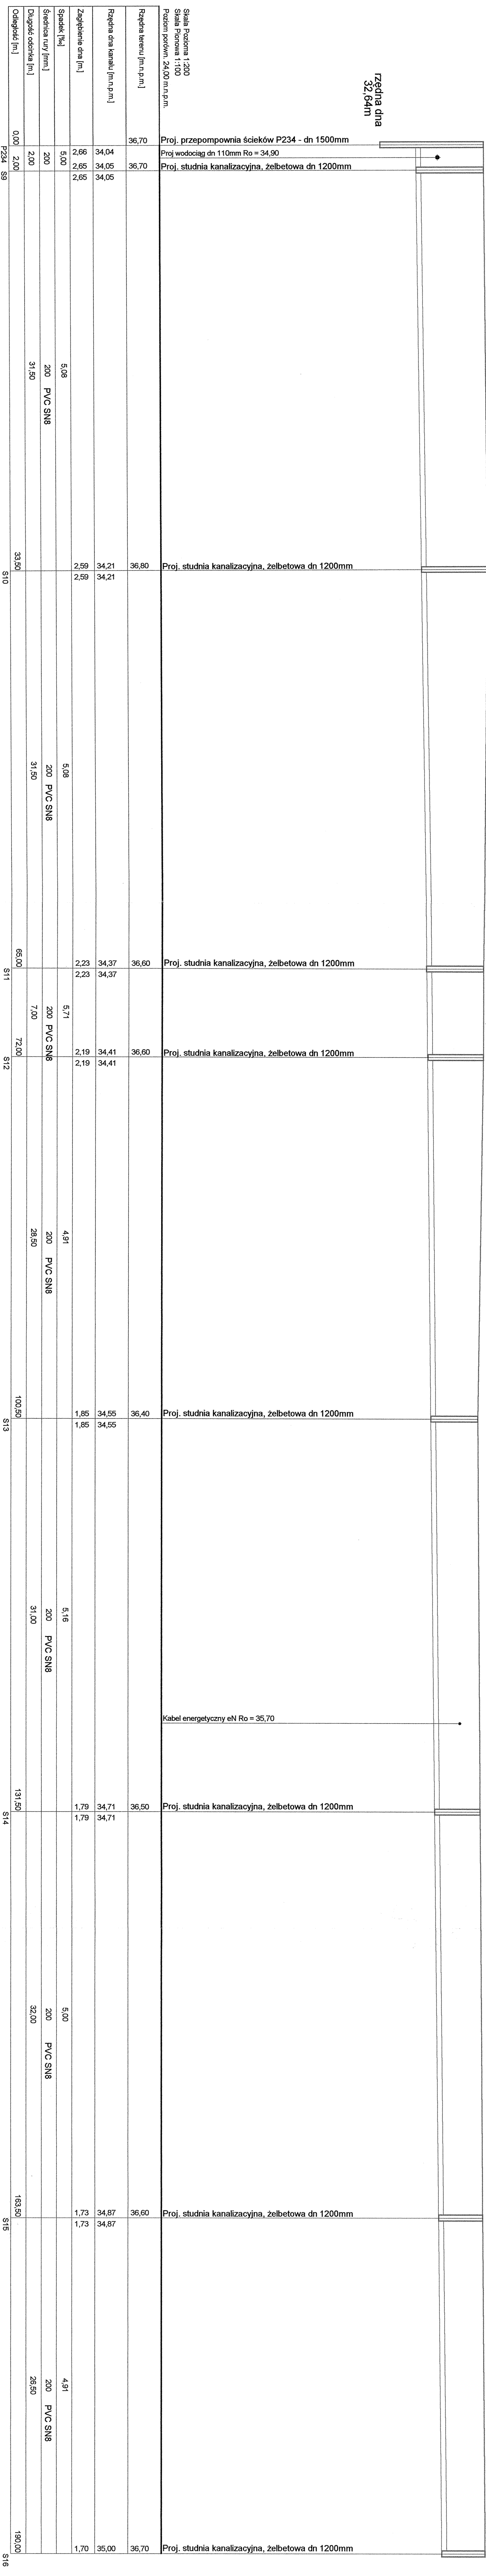 rzędna dna
32,64m
Skala Pozioma 1:200
Skala Pionowa 1:100
Poziom porówn. 24,00 m.n.p.m.
Rzędna terenu [m.n.p.m.]
Rzędna dna kanału [m.n.p.m.]
Zagłębienie dna [m.]
Spadek [‰]
Średnica rury [mm.]
Długość odcinka [m.]
Odległość [m.]
36,70 Proj. przepompownia ścieków P234 - dn 1500mm
2,66 34,04 Proj wodociąg dn 110mm Ro = 34,90
0,00
P234
5,00
200
2,00
2,65 34,05 36,70 Proj. studnia kanalizacyjna, żelbetowa dn 1200mm
2,65 34,05
2,00
S9
5,08
200 PVC SN8
31,50
2,59 34,21 36,80 Proj. studnia kanalizacyjna, żelbetowa dn 1200mm
2,59 34,21
33,50
S10
5,08
200 PVC SN8
31,50
2,23 34,37 36,60 Proj. studnia kanalizacyjna, żelbetowa dn 1200mm
2,23 34,37
65,00
S11
5,71
200 PVC SN8
7,00
2,19 34,41 36,60 Proj. studnia kanalizacyjna, żelbetowa dn 1200mm
2,19 34,41
72,00
S12
4,91
200 PVC SN8
28,50
1,85 34,55 36,40 Proj. studnia kanalizacyjna, żelbetowa dn 1200mm
1,85 34,55
100,50
S13
5,16
200 PVC SN8
31,00
Kabel energetyczny eN Ro = 35,70
1,79 34,71 36,50 Proj. studnia kanalizacyjna, żelbetowa dn 1200mm
1,79 34,71
131,50
S14
5,00
200 PVC SN8
32,00
1,73 34,87 36,60 Proj. studnia kanalizacyjna, żelbetowa dn 1200mm
1,73 34,87
163,50
S15
4,91
200 PVC SN8
26,50
1,70 35,00 36,70 Proj. studnia kanalizacyjna, żelbetowa dn 1200mm
190,00
S16